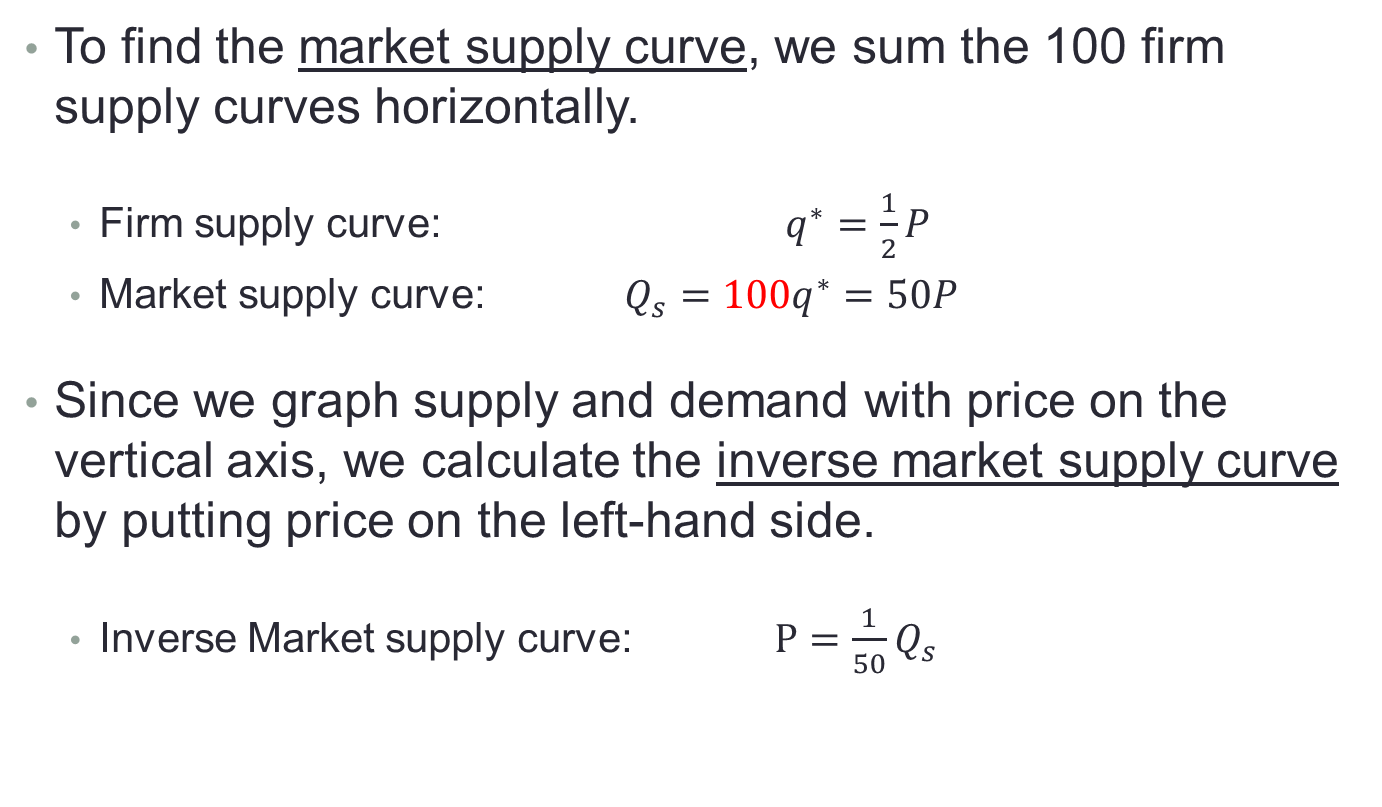 • To find the market supply curve, we sum the 100 firm
supply curves horizontally.
• Firm supply curve: q* = 1/2 P
• Market supply curve: Qₛ = 100q* = 50P
• Since we graph supply and demand with price on the
vertical axis, we calculate the inverse market supply curve
by putting price on the left-hand side.
• Inverse Market supply curve: P = 1/50 Qₛ